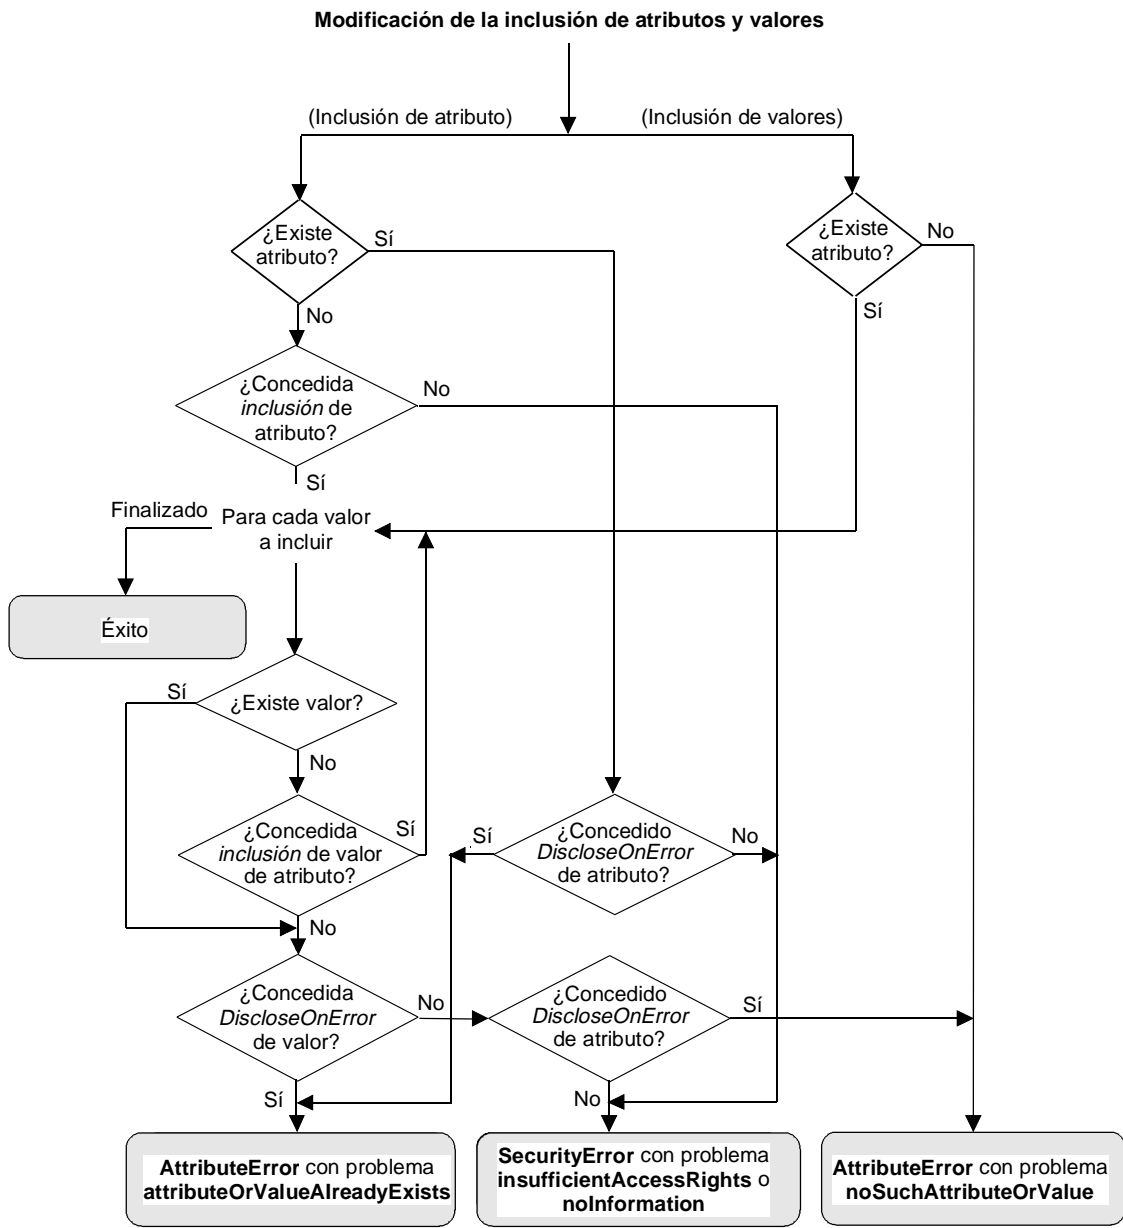 Modificación de la inclusión de atributos y valores
(Inclusión de atributo)
(Inclusión de valores)
¿Existe
atributo?
Sí
No
¿Existe
atributo?
No
Sí
¿Concedida
inclusión de
atributo?
No
Sí
Finalizado
Para cada valor
a incluir
Éxito
¿Existe valor?
Sí
No
¿Concedida
inclusión de valor
de atributo?
Sí
No
¿Concedido
DiscloseOnError
de atributo?
Sí
No
¿Concedida
DiscloseOnError
de valor?
No
Sí
¿Concedido
DiscloseOnError
de atributo?
Sí
No
AttributeError con problema
attributeOrValueAlreadyExists
SecurityError con problema
insufficientAccessRights o
noInformation
AttributeError con problema
noSuchAttributeOrValue